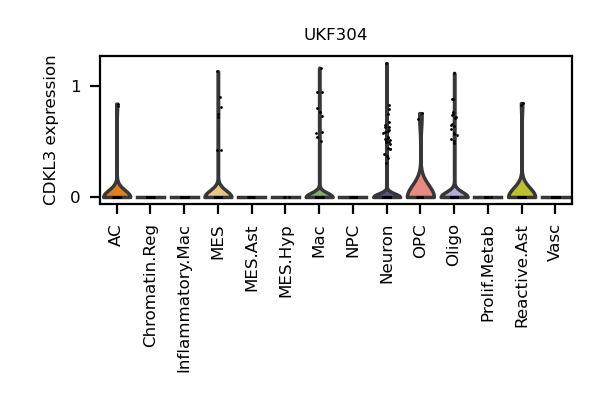 UKF304
CDKL3 expression
1
0
AC
Chromatin.Reg
Inflammatory.Mac
MES
MES.Ast
MES.Hyp
Mac
NPC
Neuron
OPC
Oligo
Prolif.Metab
Reactive.Ast
Vasc